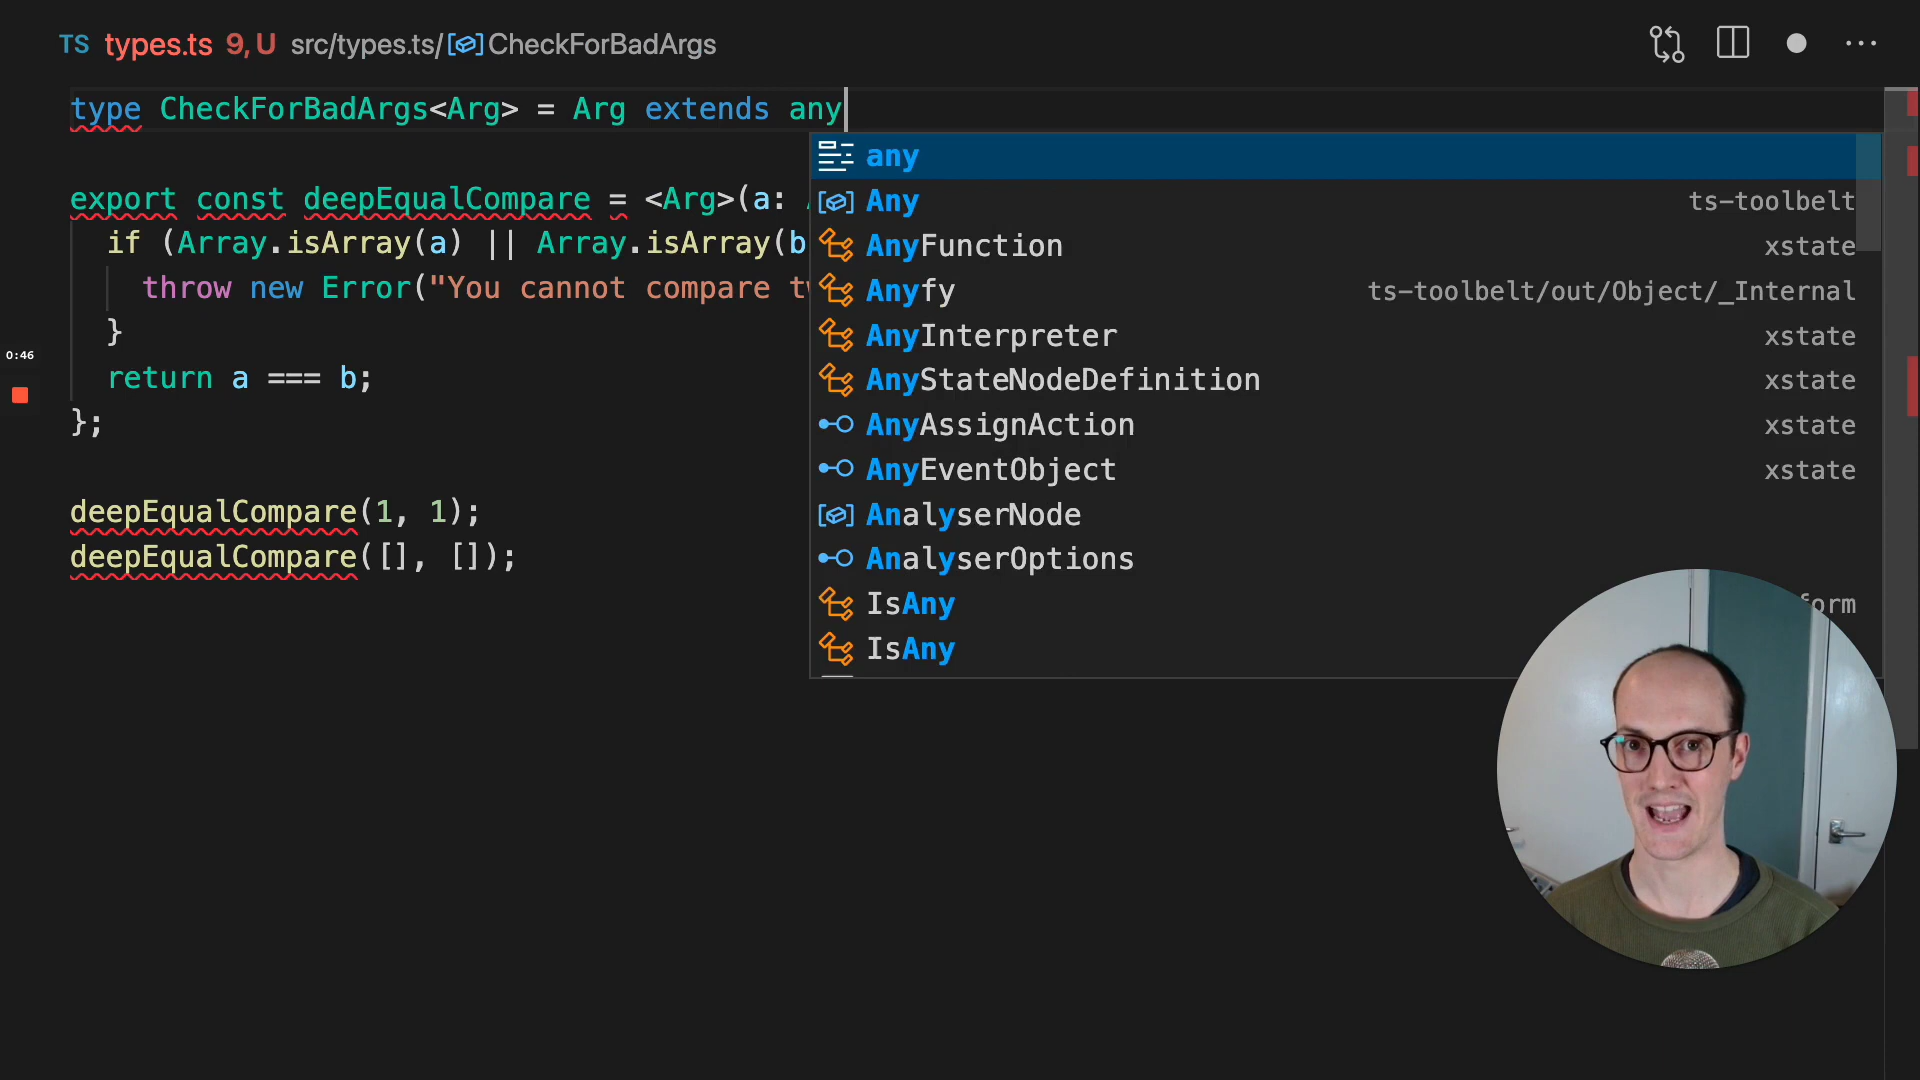 TS types.ts 9, U src/types.ts/ CheckForBadArgs
type CheckForBadArgs<Arg> = Arg extends any
any
Any ts-toolbelt
export const deepEqualCompare = <Arg>(a:
AnyFunction xstate
if (Array.isArray(a) || Array.isArray(b
Anyfy ts-toolbelt/out/Object/_Internal
throw new Error("You cannot compare
AnyInterpreter xstate
}
0:46
return a === b;
AnyStateNodeDefinition xstate
};
AnyAssignAction xstate
AnyEventObject xstate
deepEqualCompare(1, 1);
AnalyserNode
deepEqualCompare([], []);
AnalyserOptions
IsAny
IsAny